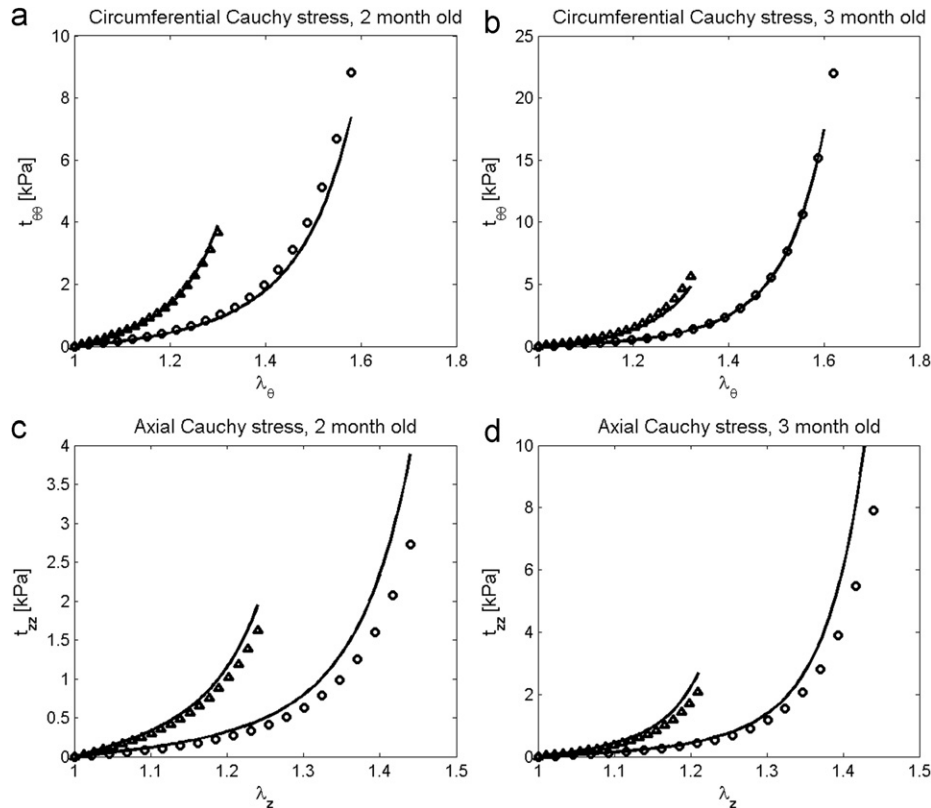 a Circumferential Cauchy stress, 2 month old
10
8
6
4
2
0
t_θθ [kPa]
1 1.2 1.4 1.6 1.8
λ_θ
b Circumferential Cauchy stress, 3 month old
25
20
15
10
5
0
t_θθ [kPa]
1 1.2 1.4 1.6 1.8
λ_θ
c Axial Cauchy stress, 2 month old
4
3.5
3
2.5
2
1.5
1
0.5
0
t_zz [kPa]
1 1.1 1.2 1.3 1.4 1.5
λ_z
d Axial Cauchy stress, 3 month old
10
8
6
4
2
0
t_zz [kPa]
1 1.1 1.2 1.3 1.4 1.5
λ_z